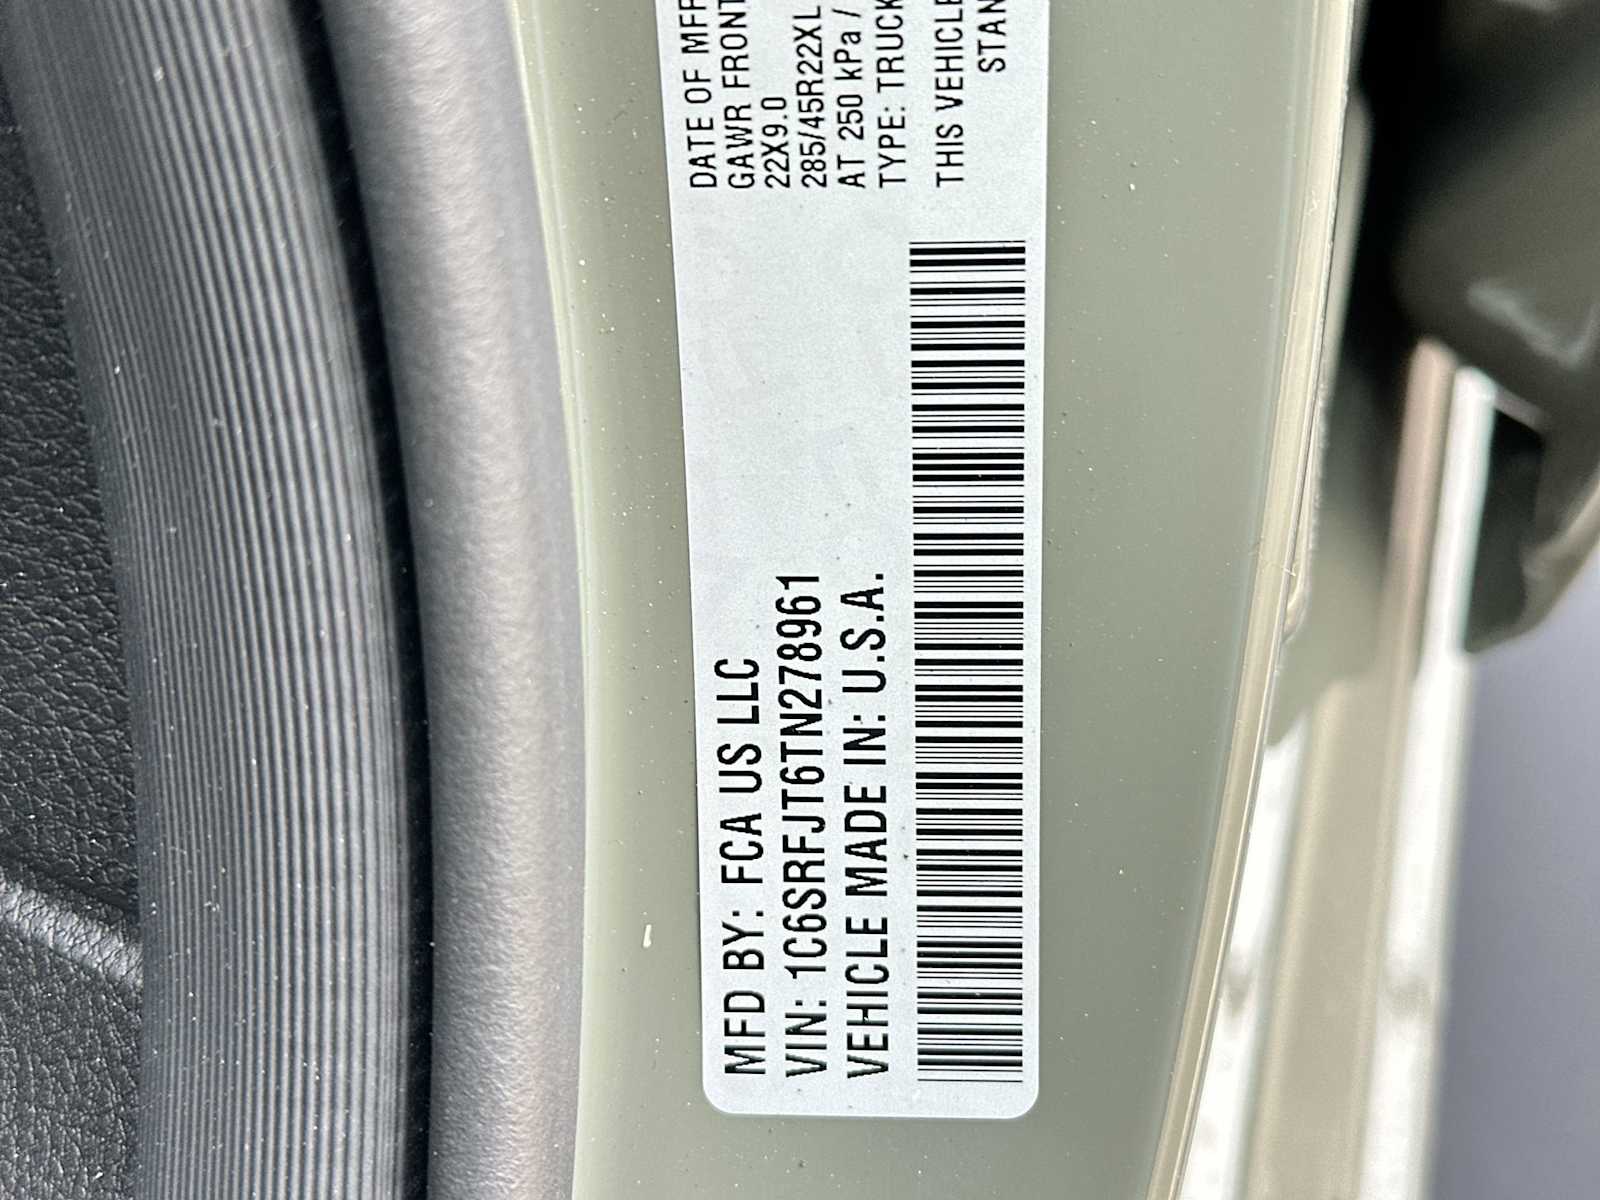 MFD BY: FCA US LLC
VIN: 1C6SRFJT6TN278961
VEHICLE MADE IN: U.S.A.
DATE OF MFR
GAWR FRONT
22X9.0
285/45R22XL
AT 250 kPa /
TYPE: TRUCK
THIS VEHICLE
STAN